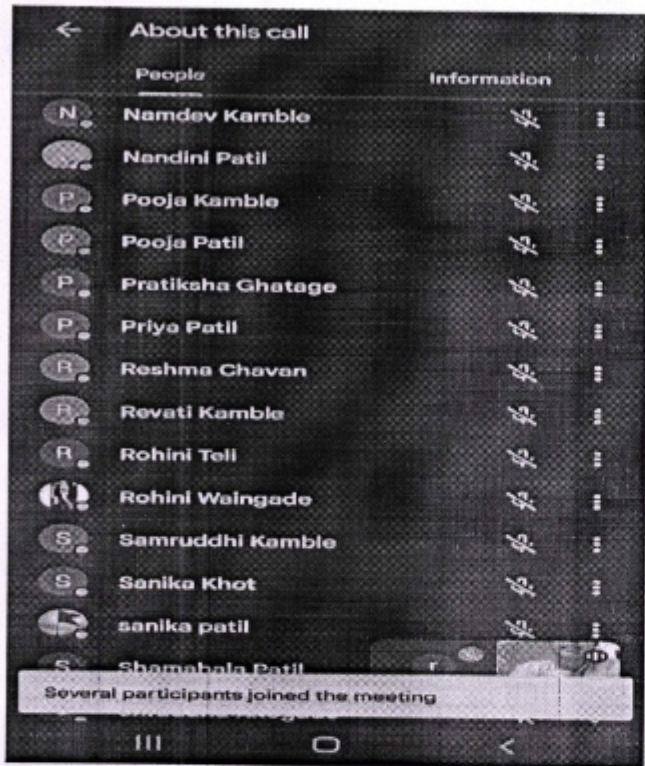 About this call
People Information
N Namdev Kamble
Nandini Patil
P Pooja Kamble
P Pooja Patil
P Pratiksha Ghatage
P Priya Patil
R Reshma Chavan
R Revati Kamble
R Rohini Teli
Rohini Waingade
S Samruddhi Kamble
S Sanika Khot
sanika patil
S Shamabala Patil r
Several participants joined the meeting